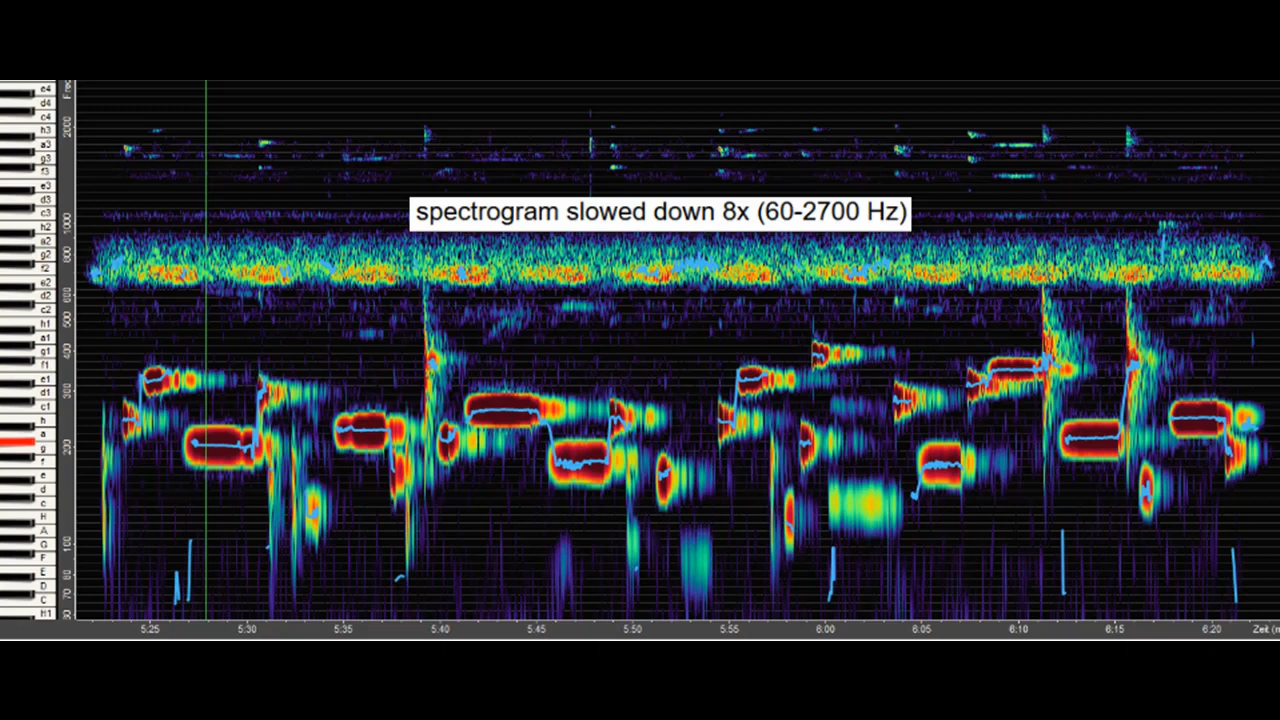 e4
d4
c4
h3
a3
g3
f3
e3
d3
c3
h2
a2
g2
f2
e2
d2
c2
h1
a1
g1
f1
e1
d1
c1
h
a
g
f
e
d
c
H
A
G
F
E
D
C
H1
2000
1000
800
600
500
400
300
200
100
80
70
spectrogram slowed down 8x (60-2700 Hz)
5:25 5:30 5:35 5:40 5:45 5:50 5:55 6:00 6:05 6:10 6:15 6:20 Zeit (m